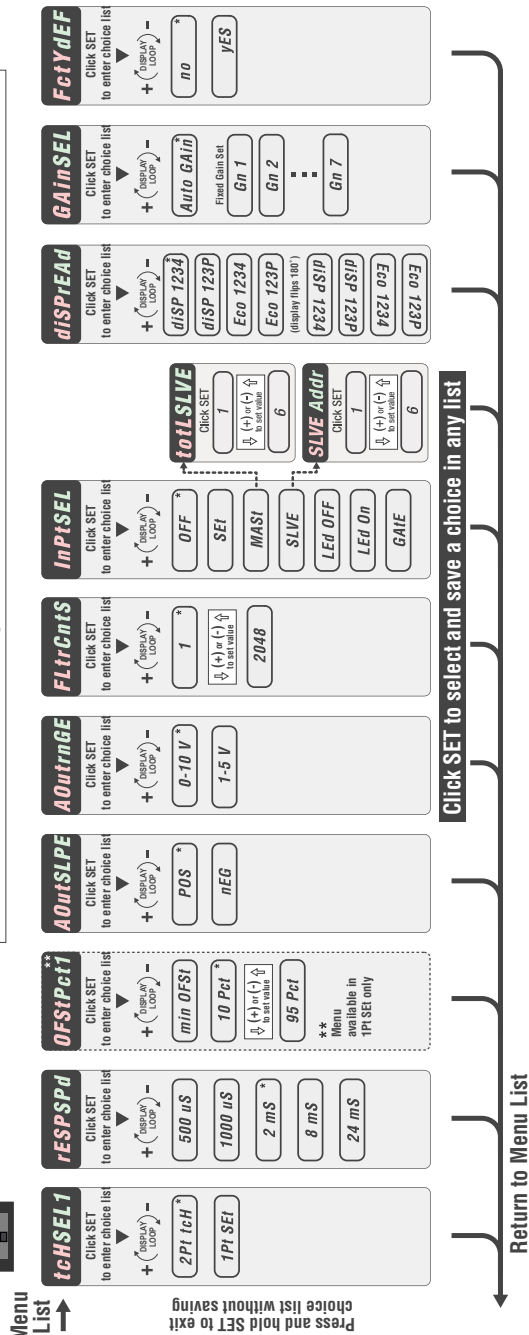 Menu
List
Press and hold SET to exit
choice list without saving
tcHSEL1
Click SET
to enter choice list
+ (DISPLAY LOOP) -
2Pt tcH *
1Pt SEt
rESPSPd
Click SET
to enter choice list
+ (DISPLAY LOOP) -
500 uS
1000 uS
2 mS *
8 mS
24 mS
OFStPct1 **
Click SET
to enter choice list
+ (DISPLAY LOOP) -
min OFSt
10 Pct *
(+) or (-)
to set value
95 Pct
**
Menu
available in
1Pt SEt only
AOutSLPE
Click SET
to enter choice list
+ (DISPLAY LOOP) -
POS *
nEG
AOutrnGE
Click SET
to enter choice list
+ (DISPLAY LOOP) -
0-10 V *
1-5 V
FLtrCntS
Click SET
to enter choice list
+ (DISPLAY LOOP) -
1 *
(+) or (-)
to set value
2048
InPtSEL
Click SET
to enter choice list
+ (DISPLAY LOOP) -
OFF *
SEt
MASt
SLVE
LEd OFF
LEd On
GAtE
totLSLVE
Click SET
1
(+) or (-)
to set value
6
SLVE Addr
Click SET
1
(+) or (-)
to set value
6
diSPrEAd
Click SET
to enter choice list
+ (DISPLAY LOOP) -
diSP 1234 *
diSP 123P
Eco 1234
Eco 123P
(display flips 180°)
diSP 1234
diSP 123P
Eco 1234
Eco 123P
GAinSEL
Click SET
to enter choice list
+ (DISPLAY LOOP) -
Auto GAin *
Fixed Gain Set
Gn 1
Gn 2
Gn 7
FctYdEF
Click SET
to enter choice list
+ (DISPLAY LOOP) -
no *
yES
Click SET to select and save a choice in any list
Return to Menu List